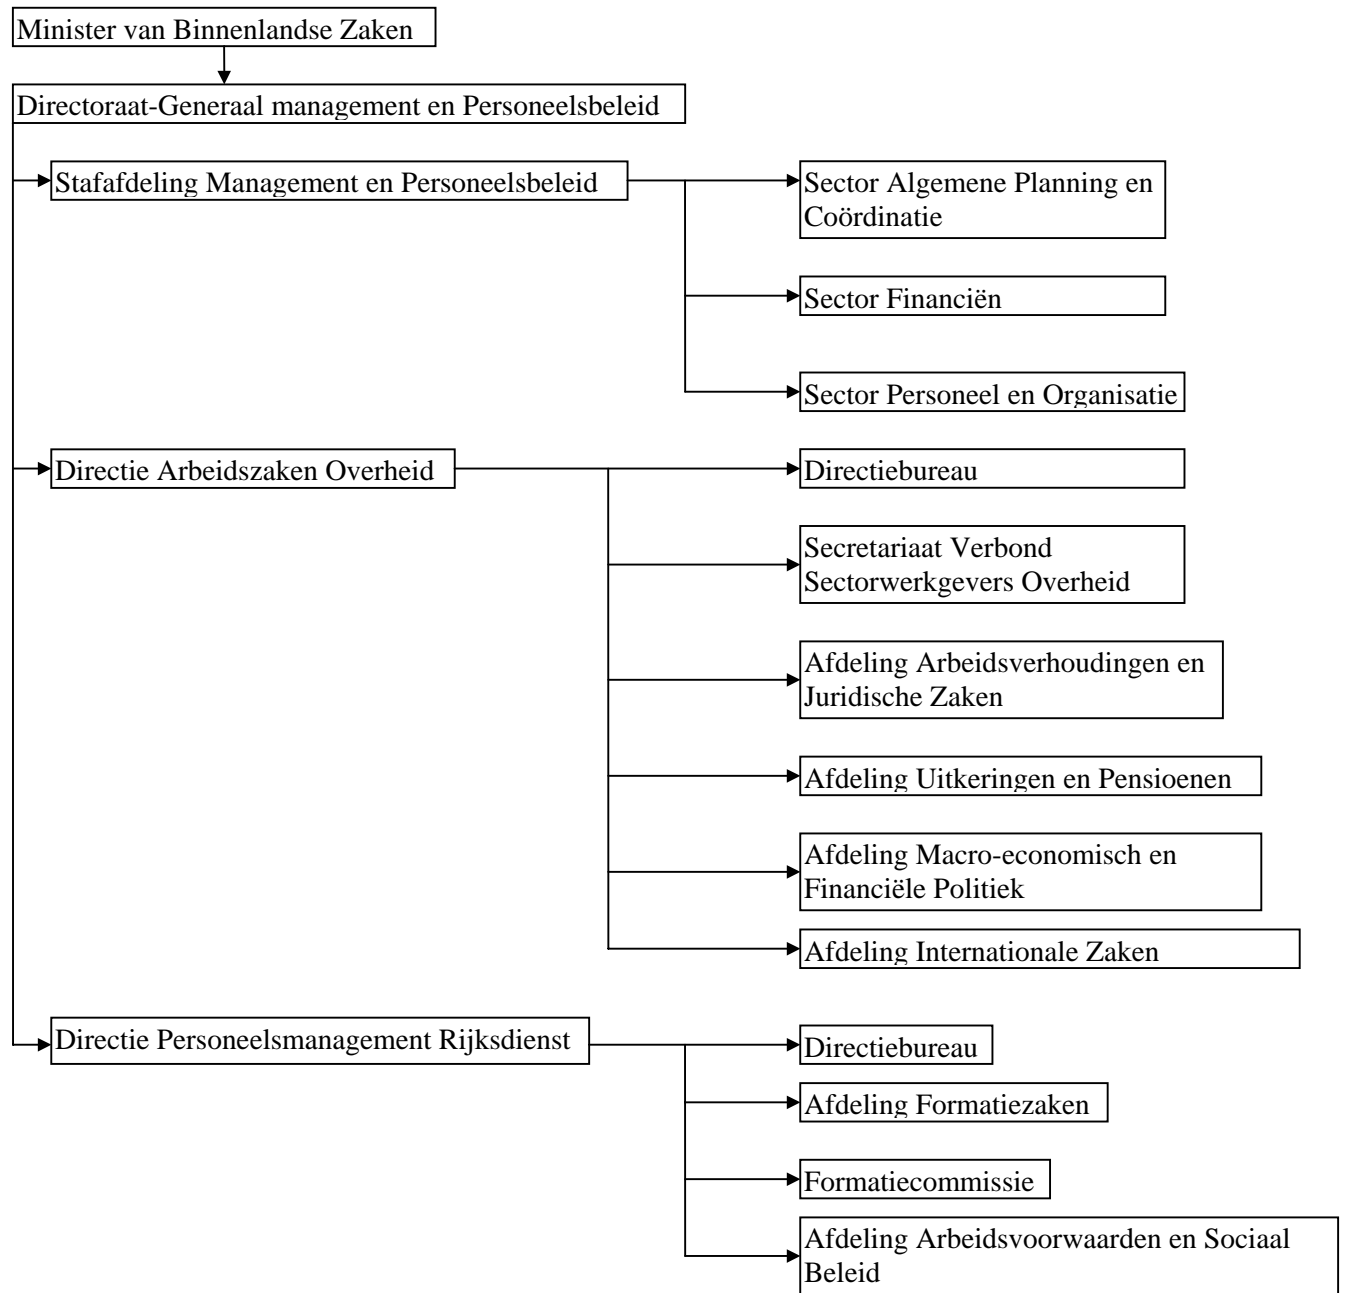 Minister van Binnenlandse Zaken
Directoraat-Generaal management en Personeelsbeleid
Stafafdeling Management en Personeelsbeleid
Sector Algemene Planning en
Coördinatie
Sector Financiën
Sector Personeel en Organisatie
Directie Arbeidszaken Overheid
Directiebureau
Secretariaat Verbond
Sectorwerkgevers Overheid
Afdeling Arbeidsverhoudingen en
Juridische Zaken
Afdeling Uitkeringen en Pensioenen
Afdeling Macro-economisch en
Financiële Politiek
Afdeling Internationale Zaken
Directie Personeelsmanagement Rijksdienst
Directiebureau
Afdeling Formatiezaken
Formatiecommissie
Afdeling Arbeidsvoorwaarden en Sociaal
Beleid